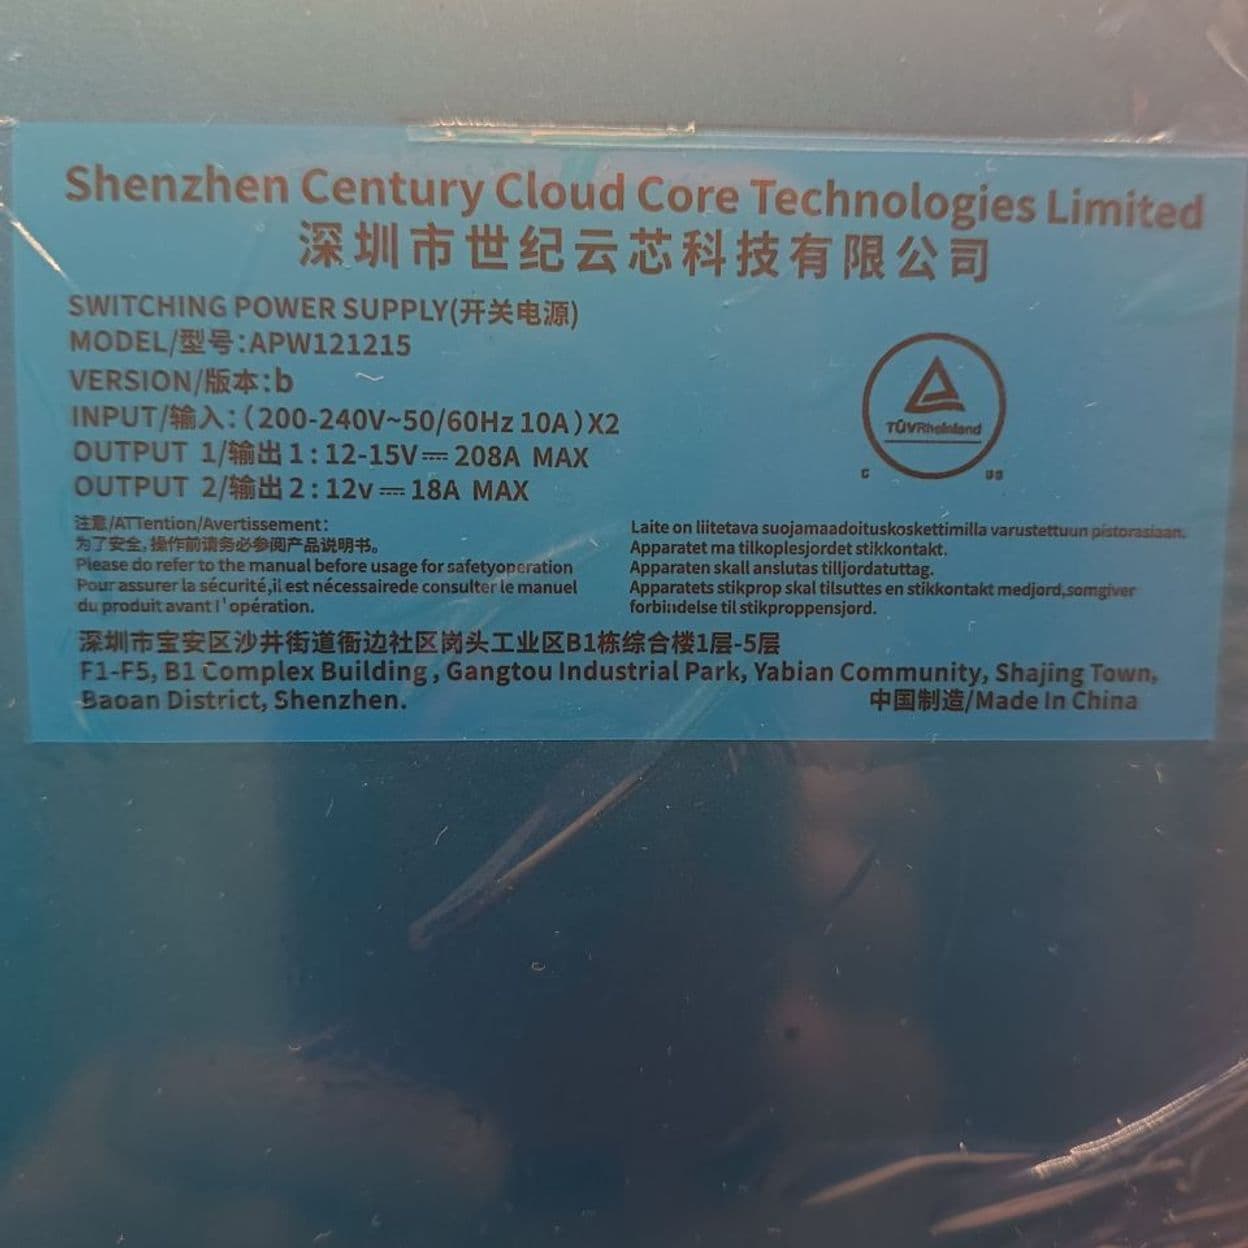 Shenzhen Century Cloud Core Technologies Limited
深圳市世纪云芯科技有限公司
SWITCHING POWER SUPPLY(开关电源)
MODEL/型号:APW121215
VERSION/版本:b
INPUT/输入:(200-240V~50/60Hz 10A)X2
OUTPUT 1/输出1:12-15V⎓208A MAX
OUTPUT 2/输出2:12v⎓18A MAX
TÜVRheinland
C US
注意/ATTention/Avertissement:
为了安全,操作前请务必参阅产品说明书。
Please do refer to the manual before usage for safetyoperation
Pour assurer la sécurité,il est nécessairede consulter le manuel
du produit avant l'opération.
Laite on liitetava suojamaadoituskoskettimilla varustettuun pistorasiaan.
Apparatet ma tilkoplesjordet stikkontakt.
Apparaten skall anslutas tilljordatuttag.
Apparatets stikprop skal tilsuttes en stikkontakt medjord,somgiver
forbindelse til stikproppensjord.
深圳市宝安区沙井街道衙边社区岗头工业区B1栋综合楼1层-5层
F1-F5, B1 Complex Building, Gangtou Industrial Park, Yabian Community, Shajing Town,
Baoan District, Shenzhen.
中国制造/Made In China